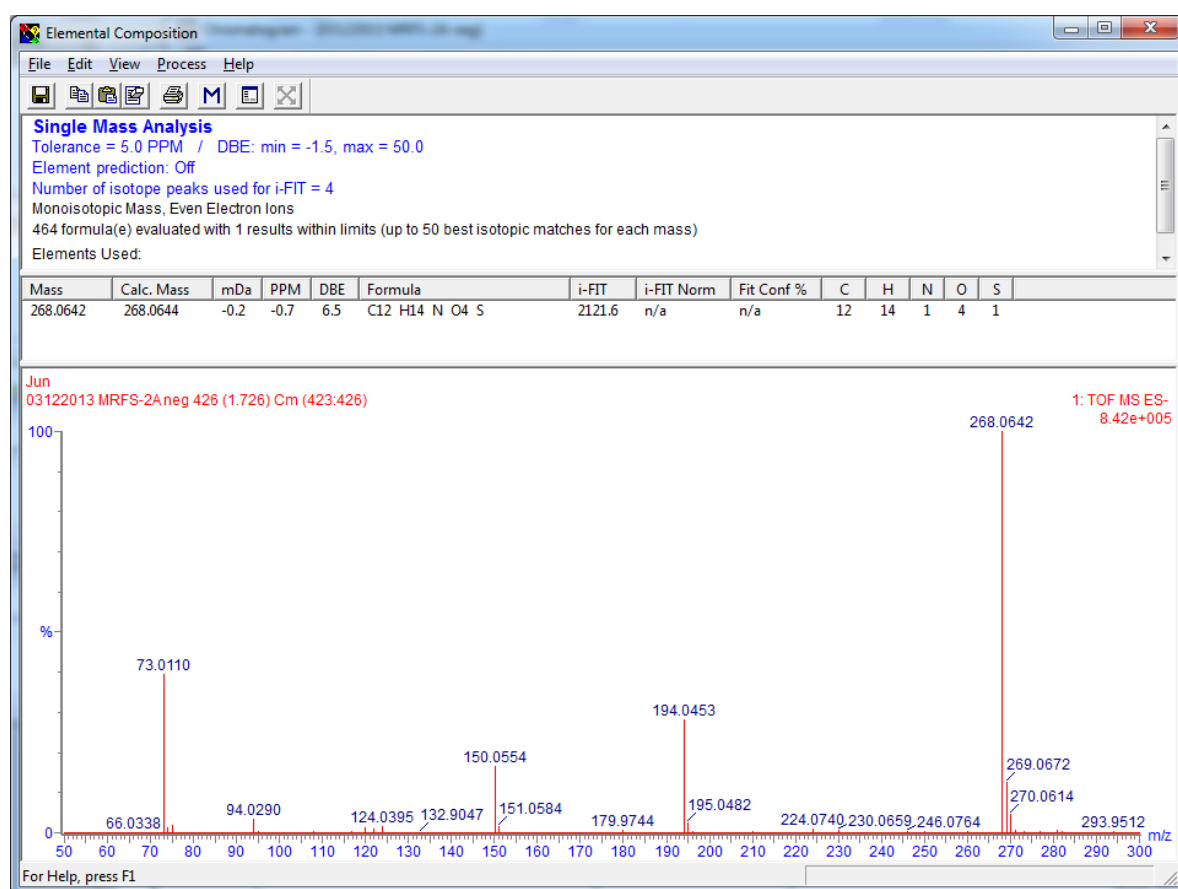 Elemental Composition
File Edit View Process Help
M
Single Mass Analysis
Tolerance = 5.0 PPM / DBE: min = -1.5, max = 50.0
Element prediction: Off
Number of isotope peaks used for i-FIT = 4
Monoisotopic Mass, Even Electron Ions
464 formula(e) evaluated with 1 results within limits (up to 50 best isotopic matches for each mass)
Elements Used:
Mass Calc. Mass mDa PPM DBE Formula i-FIT i-FIT Norm Fit Conf % C H N O S
268.0642 268.0644 -0.2 -0.7 6.5 C12 H14 N O4 S 2121.6 n/a n/a 12 14 1 4 1
Jun
03122013 MRFS-2A neg 426 (1.726) Cm (423:426) 1: TOF MS ES-
8.42e+005
100
268.0642
%
73.0110
194.0453
150.0554
269.0672
270.0614
94.0290
195.0482
66.0338 124.0395 132.9047 151.0584 179.9744 224.0740 230.0659 246.0764 293.9512
0
50 60 70 80 90 100 110 120 130 140 150 160 170 180 190 200 210 220 230 240 250 260 270 280 290 300 m/z
For Help, press F1